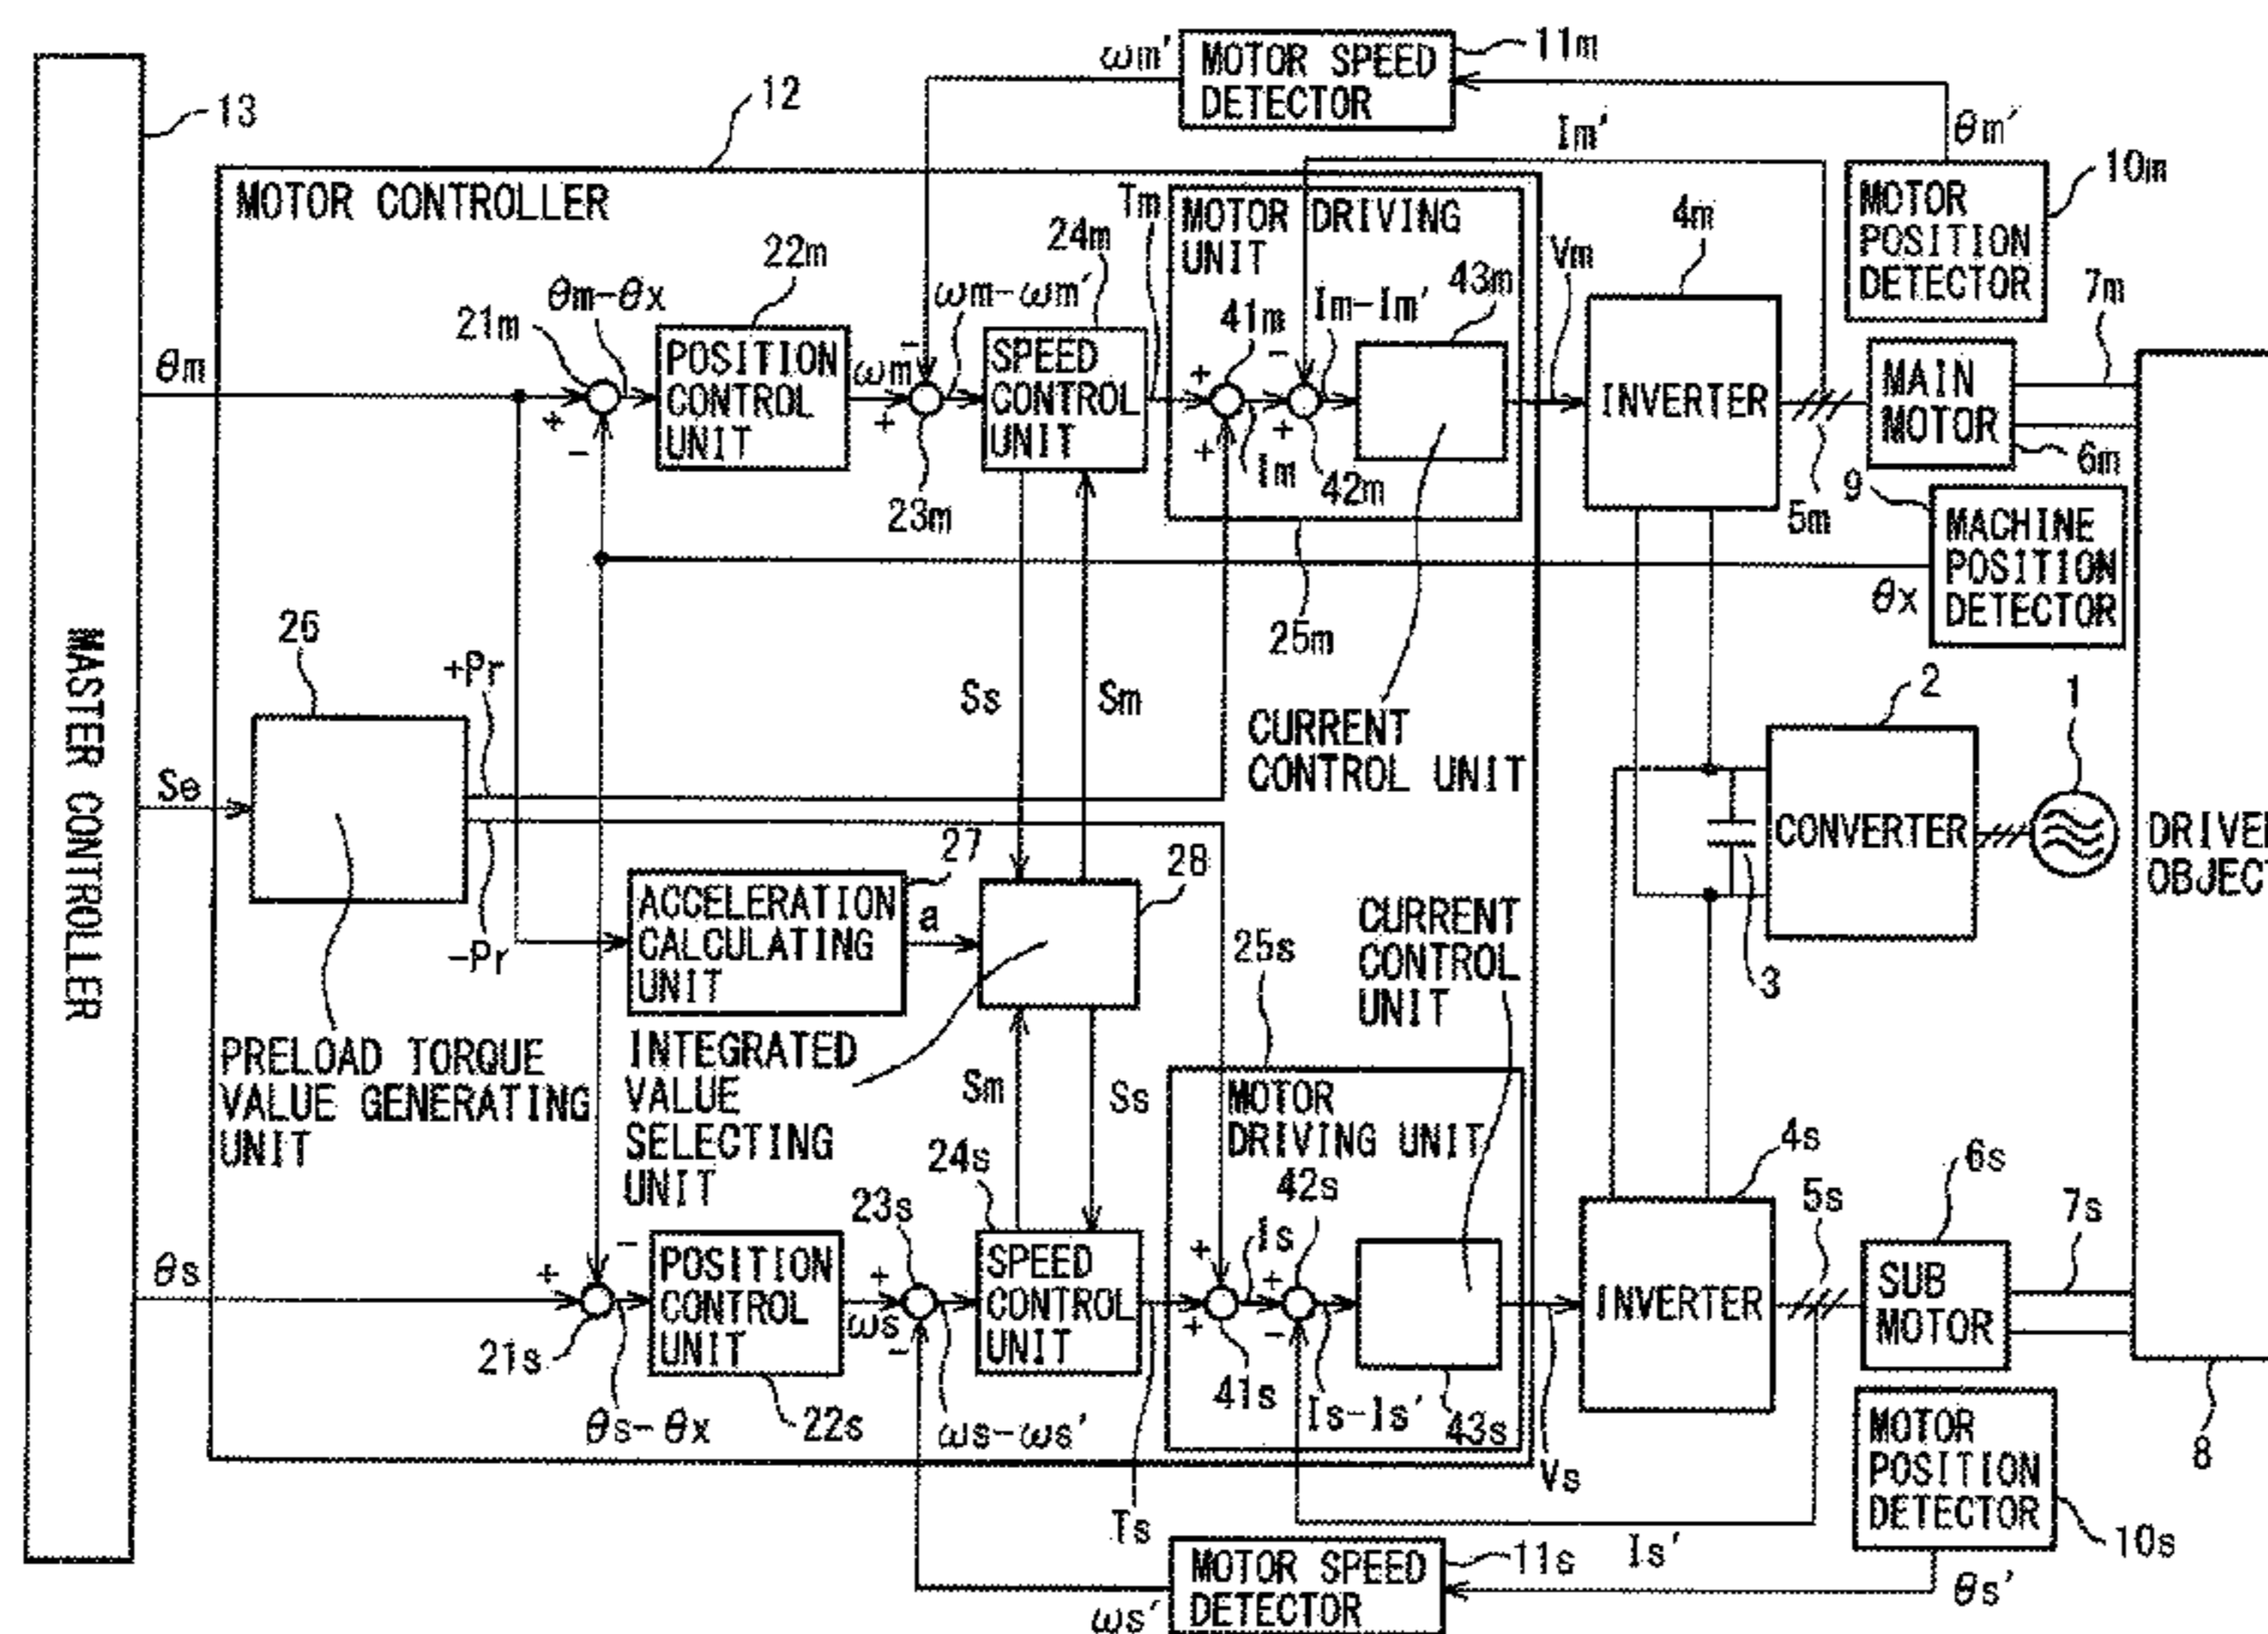 ωm'
MOTOR SPEED
DETECTOR
11m
13
12
Im'
θm'
MOTOR CONTROLLER
Tm
MOTOR DRIVING
UNIT
4m
MOTOR
POSITION
DETECTOR
10m
22m
24m
Vm
θm-θx
ωm-ωm'
43m
7m
21m
41m
Im-Im'
θm
+
-
POSITION
CONTROL
UNIT
ωm
-
+
SPEED
CONTROL
UNIT
+
+
-
+
INVERTER
MAIN
MOTOR
Im
42m
6m
23m
9
5m
MACHINE
POSITION
DETECTOR
θx
26
25m
+Pr
Ss
Sm
CURRENT
CONTROL UNIT
2
1
MASTER CONTROLLER
Se
CONVERTER
DRIVE
OBJEC
27
28
3
-Pr
ACCELERATION
CALCULATING
UNIT
a
25s
CURRENT
CONTROL
UNIT
PRELOAD TORQUE
VALUE GENERATING
UNIT
INTEGRATED
VALUE
SELECTING
UNIT
Sm
Ss
MOTOR
DRIVING UNIT
24s
42s
4s
6s
5s
7s
23s
Is
θs
+
-
POSITION
CONTROL
UNIT
+
-
ωs
SPEED
CONTROL
UNIT
+
+
+
-
INVERTER
SUB
MOTOR
21s
41s
Is-Is'
43s
θs-θx
22s
ωs-ωs'
Vs
MOTOR
POSITION
DETECTOR
8
Ts
10s
MOTOR SPEED
DETECTOR
11s
Is'
θs'
ωs'